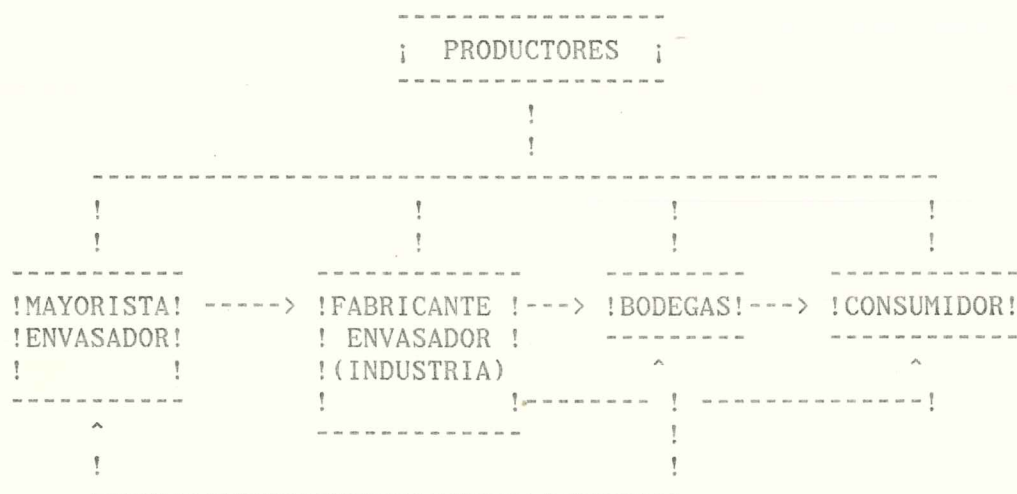 ¡ PRODUCTORES ¡
!MAYORISTA! -----> !FABRICANTE !---> !BODEGAS!---> !CONSUMIDOR!
!ENVASADOR! ! ENVASADOR !
! ! !(INDUSTRIA)